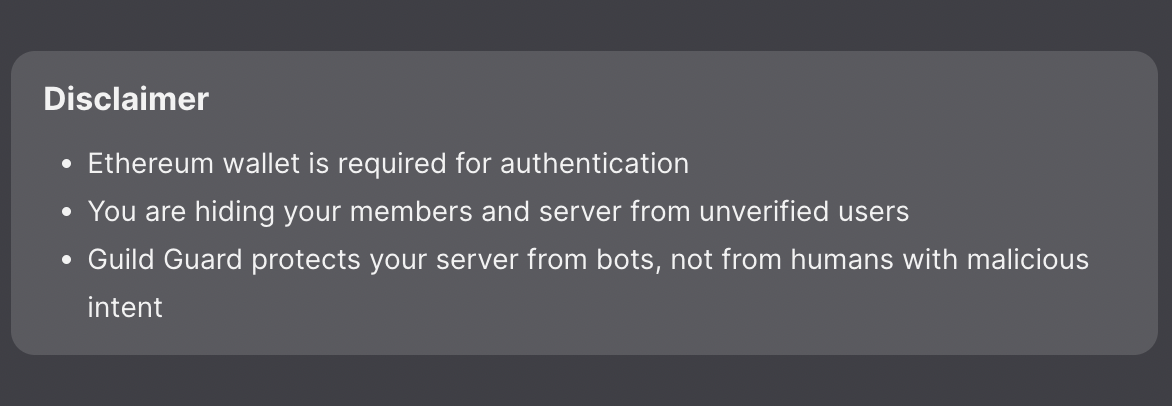 Disclaimer
• Ethereum wallet is required for authentication
• You are hiding your members and server from unverified users
• Guild Guard protects your server from bots, not from humans with malicious
intent